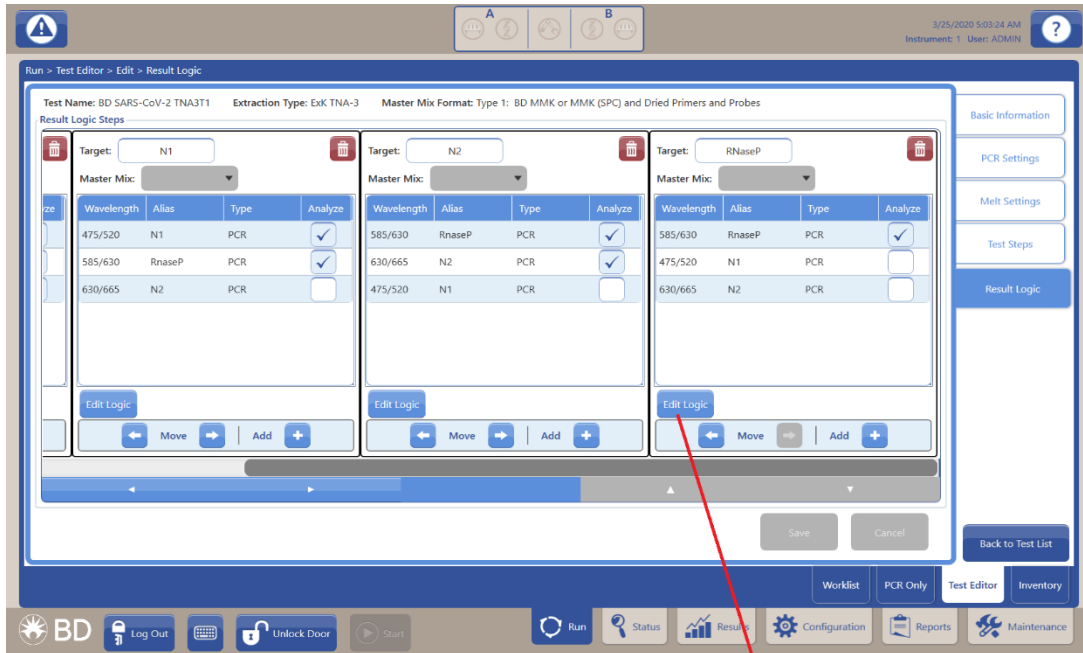 A B
3/25/2020 5:03:24 AM
Instrument: 1 User: ADMIN
?
Run > Test Editor > Edit > Result Logic
Test Name: BD SARS-CoV-2 TNA3T1 Extraction Type: ExK TNA-3 Master Mix Format: Type 1: BD MMK or MMK (SPC) and Dried Primers and Probes
Result Logic Steps
Target: N1
Master Mix:
yze
Wavelength Alias Type Analyze
475/520 N1 PCR
585/630 RnaseP PCR
630/665 N2 PCR
Edit Logic
Move Add
Target: N2
Master Mix:
Wavelength Alias Type Analyze
585/630 RnaseP PCR
630/665 N2 PCR
475/520 N1 PCR
Edit Logic
Move Add
Target: RNaseP
Master Mix:
Wavelength Alias Type Analyze
585/630 RnaseP PCR
475/520 N1 PCR
630/665 N2 PCR
Edit Logic
Move Add
Save Cancel
Basic Information
PCR Settings
Melt Settings
Test Steps
Result Logic
Back to Test List
Worklist PCR Only Test Editor Inventory
BD Log Out Unlock Door Start Run Status Results Configuration Reports Maintenance